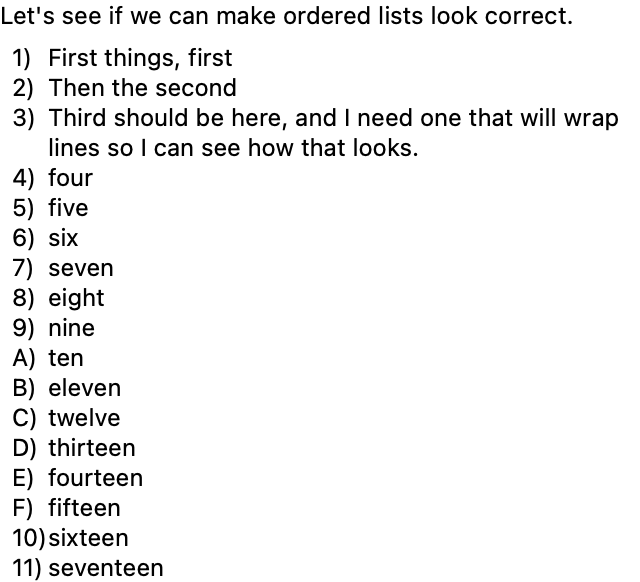 Let's see if we can make ordered lists look correct.
1) First things, first
2) Then the second
3) Third should be here, and I need one that will wrap
lines so I can see how that looks.
4) four
5) five
6) six
7) seven
8) eight
9) nine
A) ten
B) eleven
C) twelve
D) thirteen
E) fourteen
F) fifteen
10) sixteen
11) seventeen